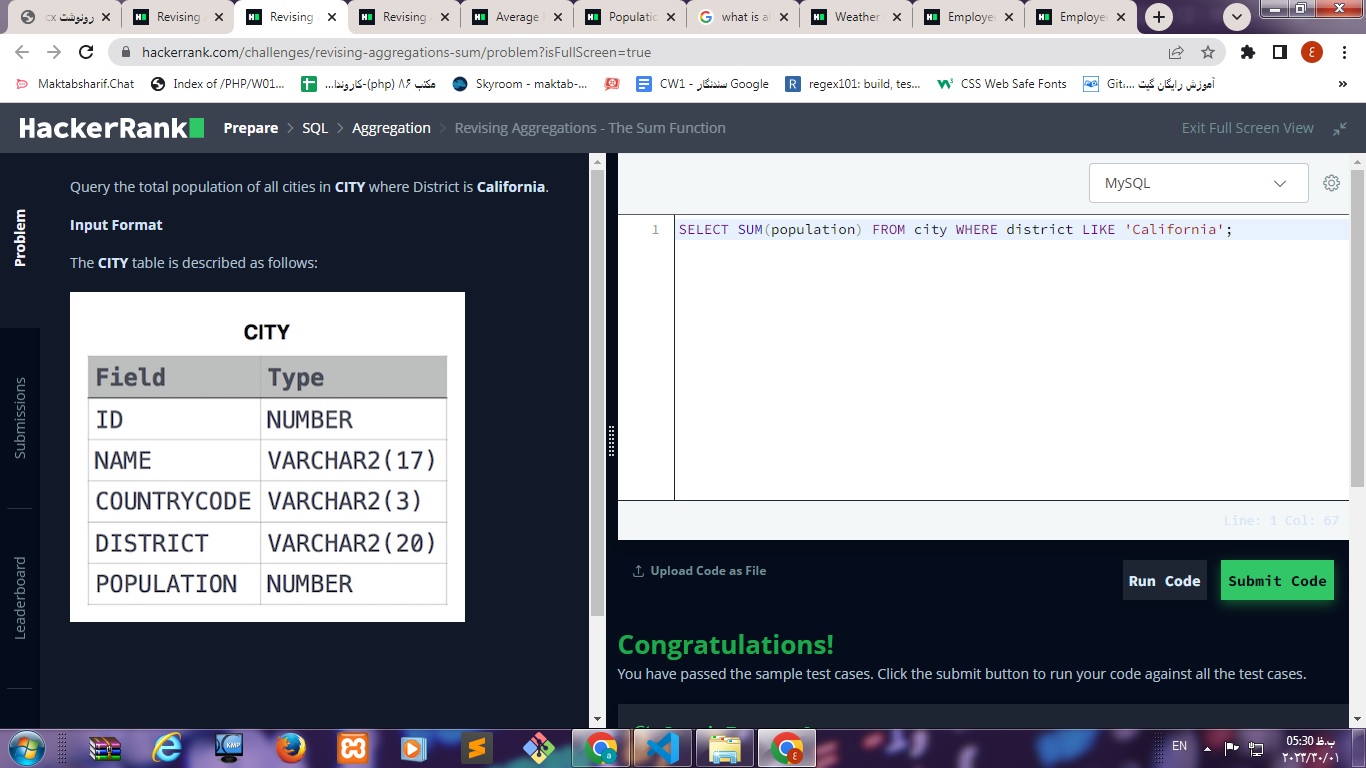 رونوشت cx
Revising
Revising
Revising
Average
Populatio
what is a
Weather
Employe
Employe
hackerrank.com/challenges/revising-aggregations-sum/problem?isFullScreen=true
ع
Maktabsharif.Chat
Index of /PHP/W01...
مکتب ۸۶ (php)-کاروندا...
Skyroom - maktab-...
CW1 - سندنگار Google
regex101: build, tes...
CSS Web Safe Fonts
آموزش رایگان گیت ...Git
»
HackerRank
Prepare > SQL > Aggregation > Revising Aggregations - The Sum Function
Exit Full Screen View
Problem
Submissions
Leaderboard
Query the total population of all cities in CITY where District is California.
Input Format
The CITY table is described as follows:
CITY
Field Type
ID NUMBER
NAME VARCHAR2(17)
COUNTRYCODE VARCHAR2(3)
DISTRICT VARCHAR2(20)
POPULATION NUMBER
MySQL
1 SELECT SUM(population) FROM city WHERE district LIKE 'California';
Line: 1 Col: 67
Upload Code as File
Run Code
Submit Code
Congratulations!
You have passed the sample test cases. Click the submit button to run your code against all the test cases.
KMP
a
ع
EN
05:30 ب.ظ